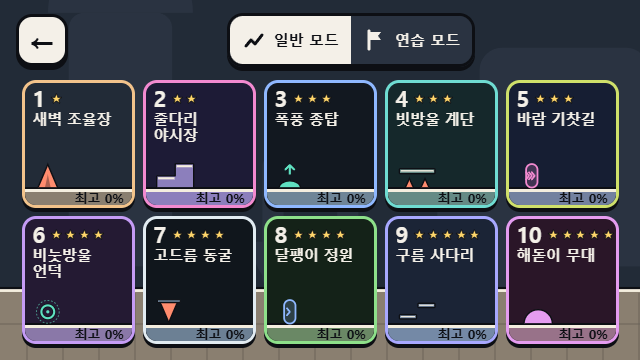 ←
일반 모드
연습 모드
1 ★
새벽 조율장
최고 0%
2 ★ ★
줄다리
야시장
최고 0%
3 ★ ★ ★
폭풍 종탑
최고 0%
4 ★ ★ ★
빗방울 계단
최고 0%
5 ★ ★ ★
바람 기찻길
최고 0%
6 ★ ★ ★ ★
비눗방울
언덕
최고 0%
7 ★ ★ ★ ★
고드름 동굴
최고 0%
8 ★ ★ ★ ★
달팽이 정원
최고 0%
9 ★ ★ ★ ★
구름 사다리
최고 0%
10 ★ ★ ★ ★ ★
해돋이 무대
최고 0%